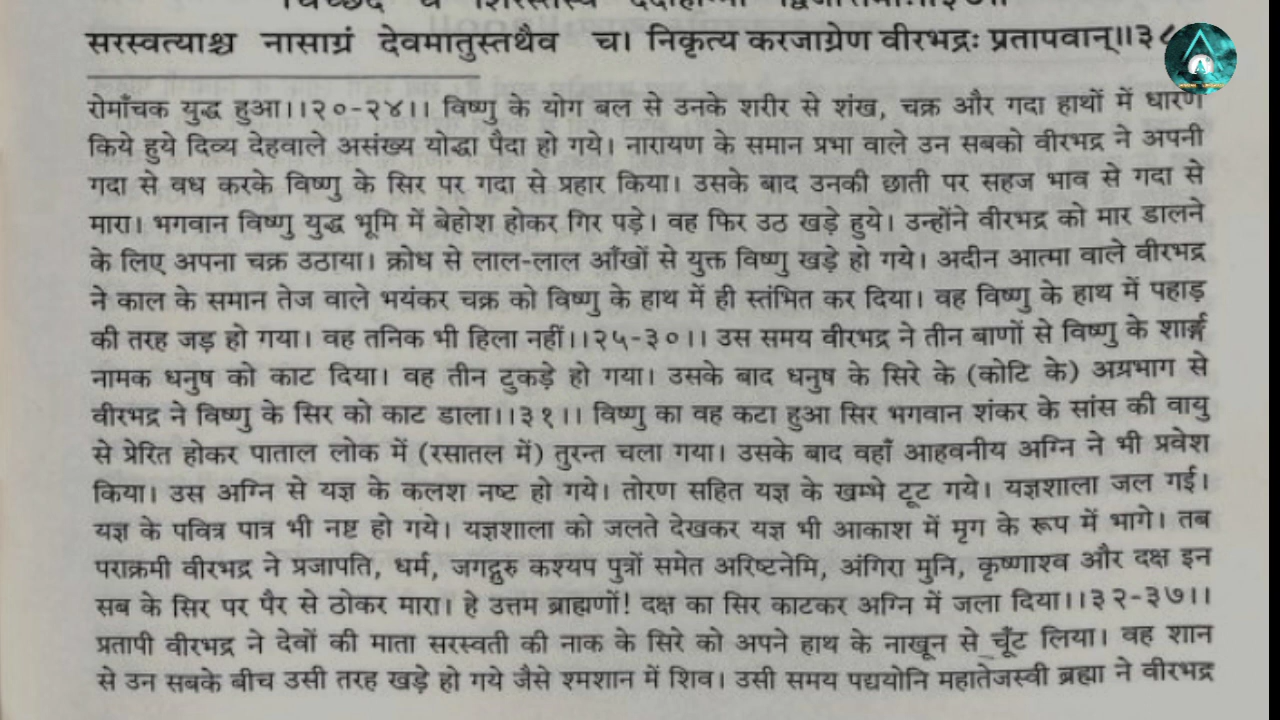 सरस्वत्याश्च नासाग्रं देवमातुस्तथैव च। निकृत्य करजाग्रेण वीरभद्रः प्रतापवान्॥३८
रोमाँचक युद्ध हुआ।।२०-२४।। विष्णु के योग बल से उनके शरीर से शंख, चक्र और गदा हाथों में धारण
किये हुये दिव्य देहवाले असंख्य योद्धा पैदा हो गये। नारायण के समान प्रभा वाले उन सबको वीरभद्र ने अपनी
गदा से वध करके विष्णु के सिर पर गदा से प्रहार किया। उसके बाद उनकी छाती पर सहज भाव से गदा से
मारा। भगवान विष्णु युद्ध भूमि में बेहोश होकर गिर पड़े। वह फिर उठ खड़े हुये। उन्होंने वीरभद्र को मार डालने
के लिए अपना चक्र उठाया। क्रोध से लाल-लाल आँखों से युक्त विष्णु खड़े हो गये। अदीन आत्मा वाले वीरभद्र
ने काल के समान तेज वाले भयंकर चक्र को विष्णु के हाथ में ही स्तंभित कर दिया। वह विष्णु के हाथ में पहाड़
की तरह जड़ हो गया। वह तनिक भी हिला नहीं।।२५-३०।। उस समय वीरभद्र ने तीन बाणों से विष्णु के शार्ङ्ग
नामक धनुष को काट दिया। वह तीन टुकड़े हो गया। उसके बाद धनुष के सिरे के (कोटि के) अग्रभाग से
वीरभद्र ने विष्णु के सिर को काट डाला।।३१।। विष्णु का वह कटा हुआ सिर भगवान शंकर के सांस की वायु
से प्रेरित होकर पाताल लोक में (रसातल में) तुरन्त चला गया। उसके बाद वहाँ आहवनीय अग्नि ने भी प्रवेश
किया। उस अग्नि से यज्ञ के कलश नष्ट हो गये। तोरण सहित यज्ञ के खम्भे टूट गये। यज्ञशाला जल गई।
यज्ञ के पवित्र पात्र भी नष्ट हो गये। यज्ञशाला को जलते देखकर यज्ञ भी आकाश में मृग के रूप में भागे। तब
पराक्रमी वीरभद्र ने प्रजापति, धर्म, जगद्गुरु कश्यप पुत्रों समेत अरिष्टनेमि, अंगिरा मुनि, कृष्णाश्व और दक्ष इन
सब के सिर पर पैर से ठोकर मारा। हे उत्तम ब्राह्मणों! दक्ष का सिर काटकर अग्नि में जला दिया।।३२-३७।।
प्रतापी वीरभद्र ने देवों की माता सरस्वती की नाक के सिरे को अपने हाथ के नाखून से चूँट लिया। वह शान
से उन सबके बीच उसी तरह खड़े हो गये जैसे श्मशान में शिव। उसी समय पद्मयोनि महातेजस्वी ब्रह्मा ने वीरभद्र